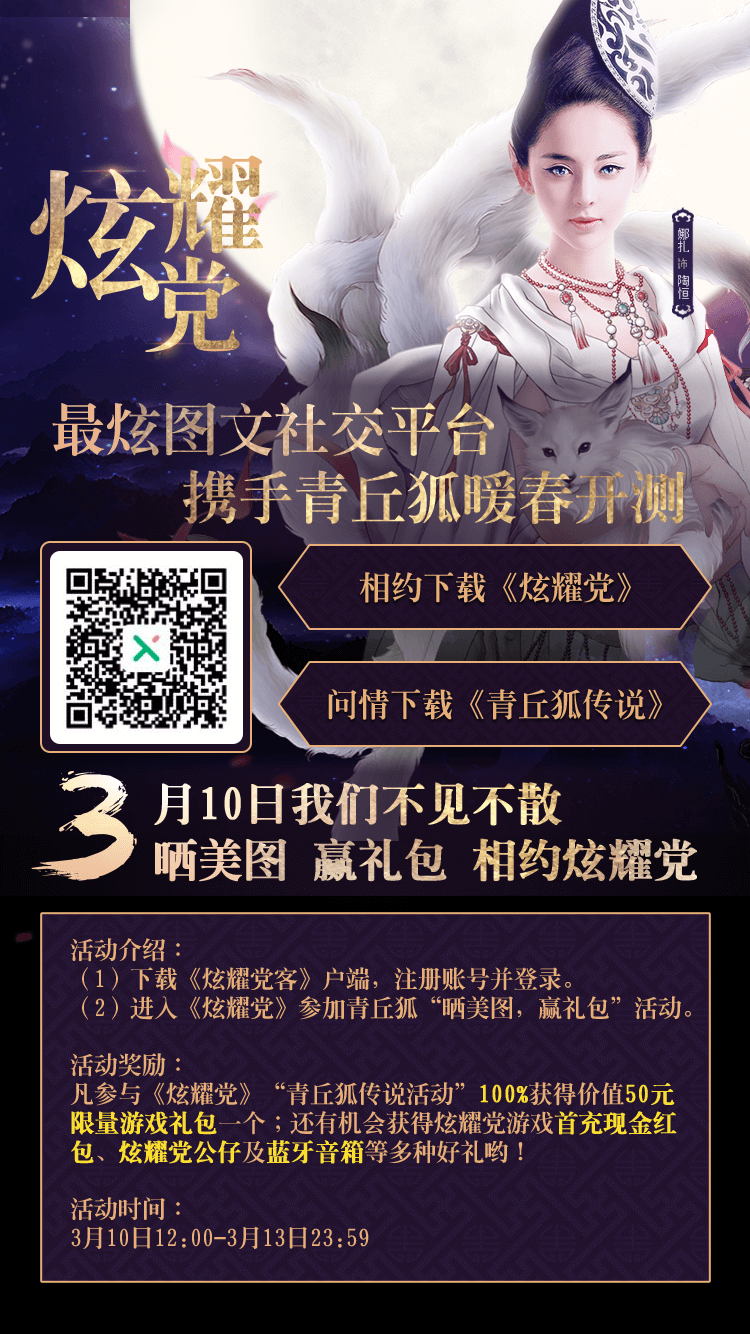 炫耀党
娜扎 饰 陶恒
最炫图文社交平台
携手青丘狐暖春开测
相约下载《炫耀党》
问情下载《青丘狐传说》
3月10日我们不见不散
晒美图 赢礼包 相约炫耀党
活动介绍：
（1）下载《炫耀党客》户端，注册账号并登录。
（2）进入《炫耀党》参加青丘狐“晒美图，赢礼包”活动。
活动奖励：
凡参与《炫耀党》“青丘狐传说活动”100%获得价值50元
限量游戏礼包一个；还有机会获得炫耀党游戏首充现金红
包、炫耀党公仔及蓝牙音箱等多种好礼哟！
活动时间：
3月10日12:00-3月13日23:59